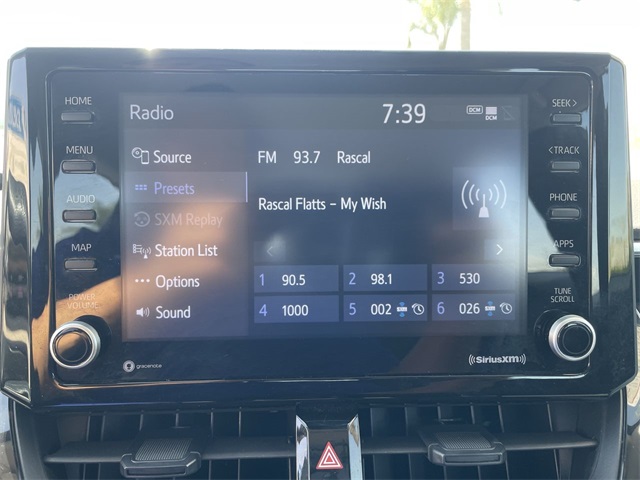 HOME
MENU
AUDIO
MAP
POWER
VOLUME
Radio
7:39
DCM
DCM
Source
FM 93.7 Rascal
Presets
Rascal Flatts - My Wish
SXM Replay
Station List
Options
Sound
1 90.5
2 98.1
3 530
4 1000
5 002
6 026
SEEK >
< TRACK
PHONE
APPS
TUNE
SCROLL
gracenote
((SiriusXM))